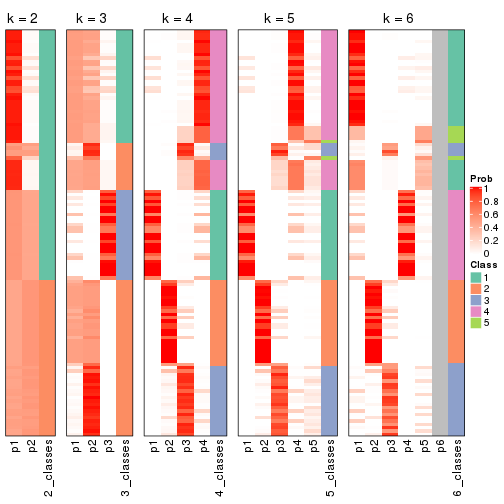 k = 2
k = 3
k = 4
k = 5
k = 6
Prob
1
0.8
0.6
0.4
0.2
0
Class
1
2
3
4
5
p1
p2
2_classes
p1
p2
p3
3_classes
p1
p2
p3
p4
4_classes
p1
p2
p3
p4
p5
5_classes
p1
p2
p3
p4
p5
p6
6_classes